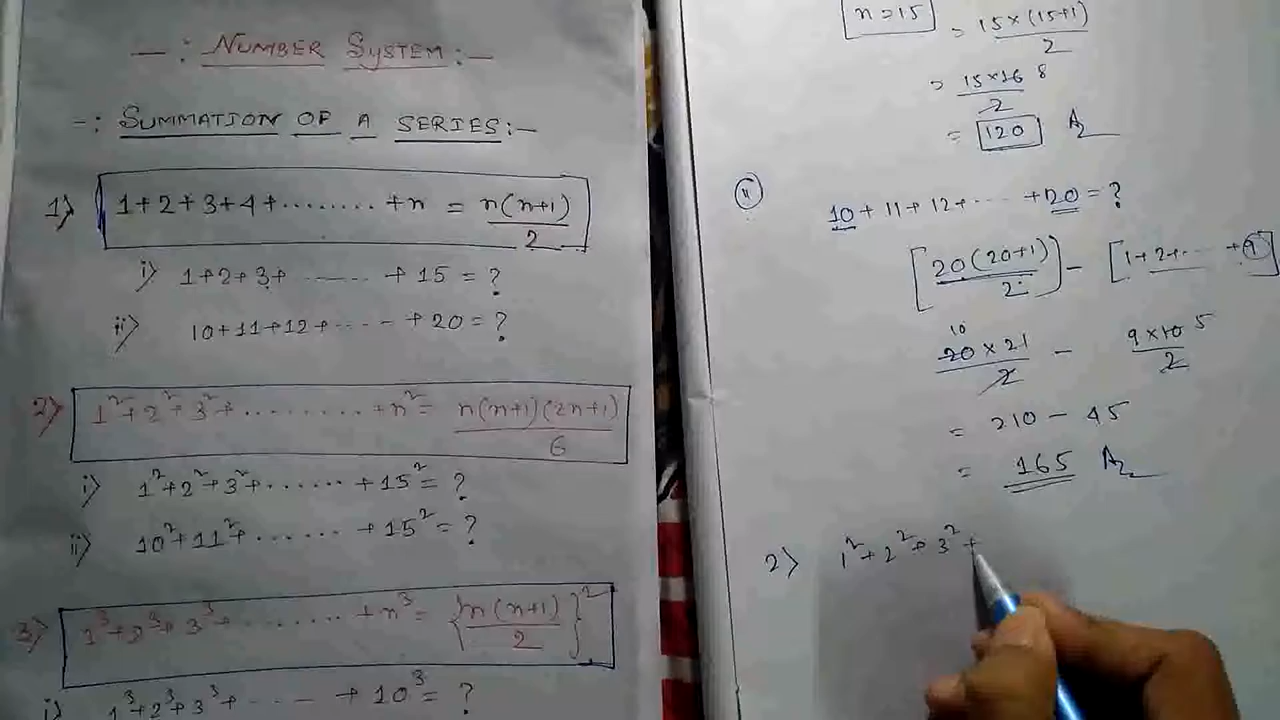 -: NUMBER SYSTEM:-
-: SUMMATION OF A SERIES:-
1) 1+2+3+4+........+n = n(n+1)/2
i) 1+2+3+ ...... +15 = ?
ii) 10+11+12+ ..... +20 = ?
2) 1²+2²+3²+.........+n² = n(n+1)(2n+1)/6
i) 1²+2²+3²+.......+15² = ?
ii) 10²+11²+.......+15² = ?
3) 1³+2³+3³+........+n³ = {n(n+1)/2}²
i) 1³+2³+3³+ ..... +10³ = ?
n=15
= 15×(15+1)/2
= 15×16/2 8
= 120
ii
10+11+12+ ..... +20 = ?
[20(20+1)/2] - [1+2+.... +9]
10
20×21/2 - 9×10/2 5
= 210-45
= 165
2) 1²+2²+3²+